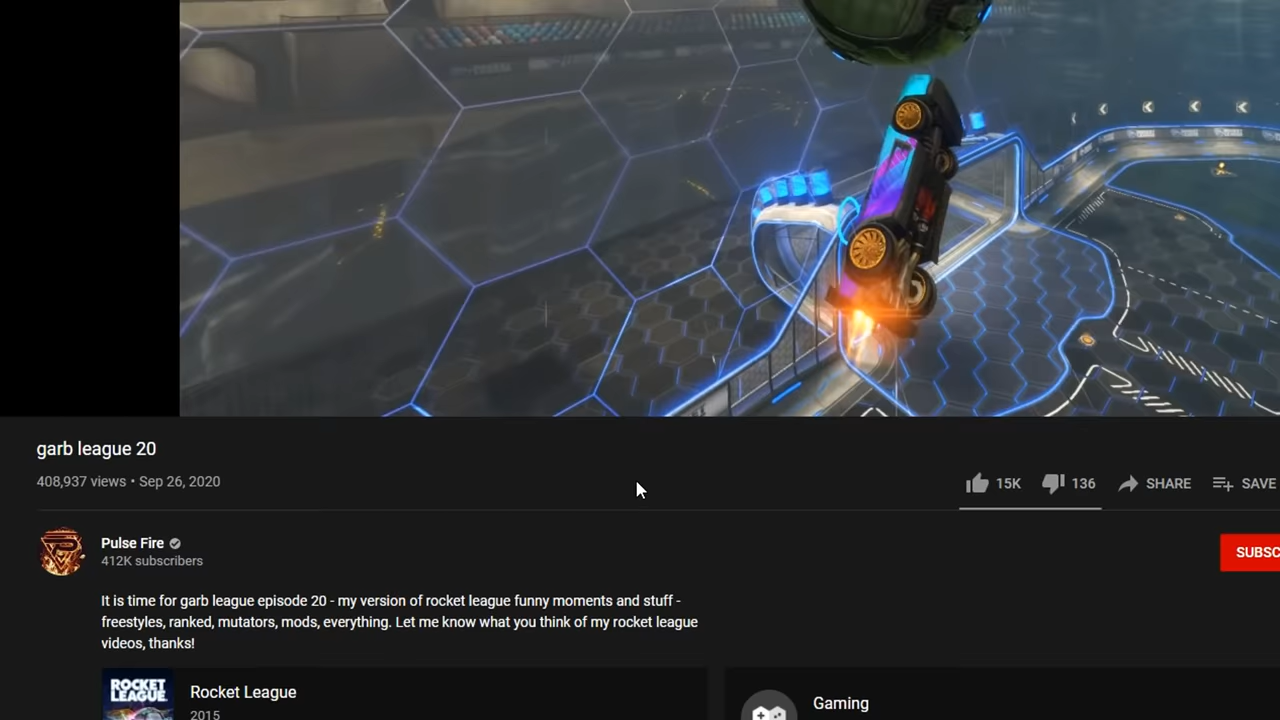 garb league 20
408,937 views • Sep 26, 2020
15K 136 SHARE SAVE
Pulse Fire
412K subscribers
SUBSC
It is time for garb league episode 20 - my version of rocket league funny moments and stuff -
freestyles, ranked, mutators, mods, everything. Let me know what you think of my rocket league
videos, thanks!
ROCKET
LEAGUE
Rocket League
2015
Gaming